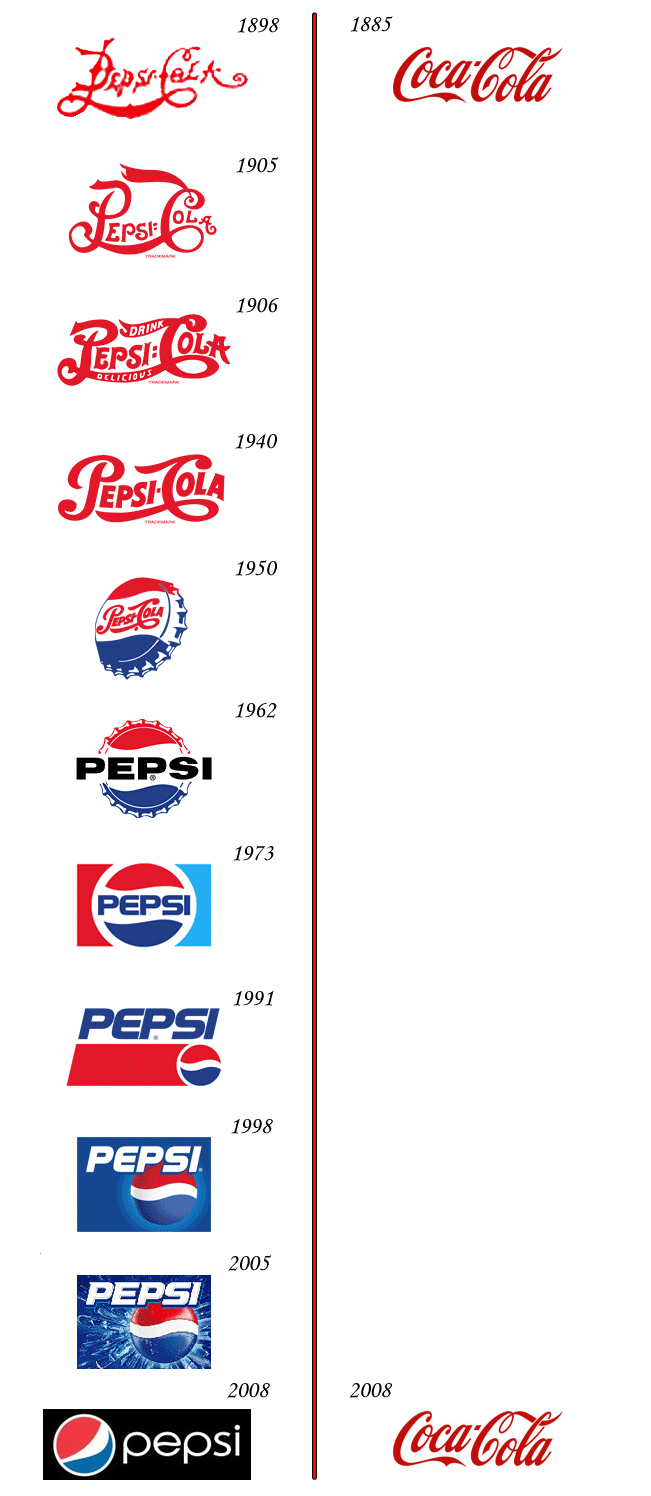 1898
1885
Pepsi-Cola
Coca-Cola
1905
PEPSI:COLA
TRADEMARK
1906
DRINK
PEPSI:COLA
DELICIOUS
TRADEMARK
1940
PEPSI-COLA
TRADEMARK
1950
PEPSI-COLA
1962
PEPSI
®
1973
PEPSI
1991
PEPSI
®
1998
PEPSI
2005
PEPSI
2008
2008
pepsi
Coca-Cola